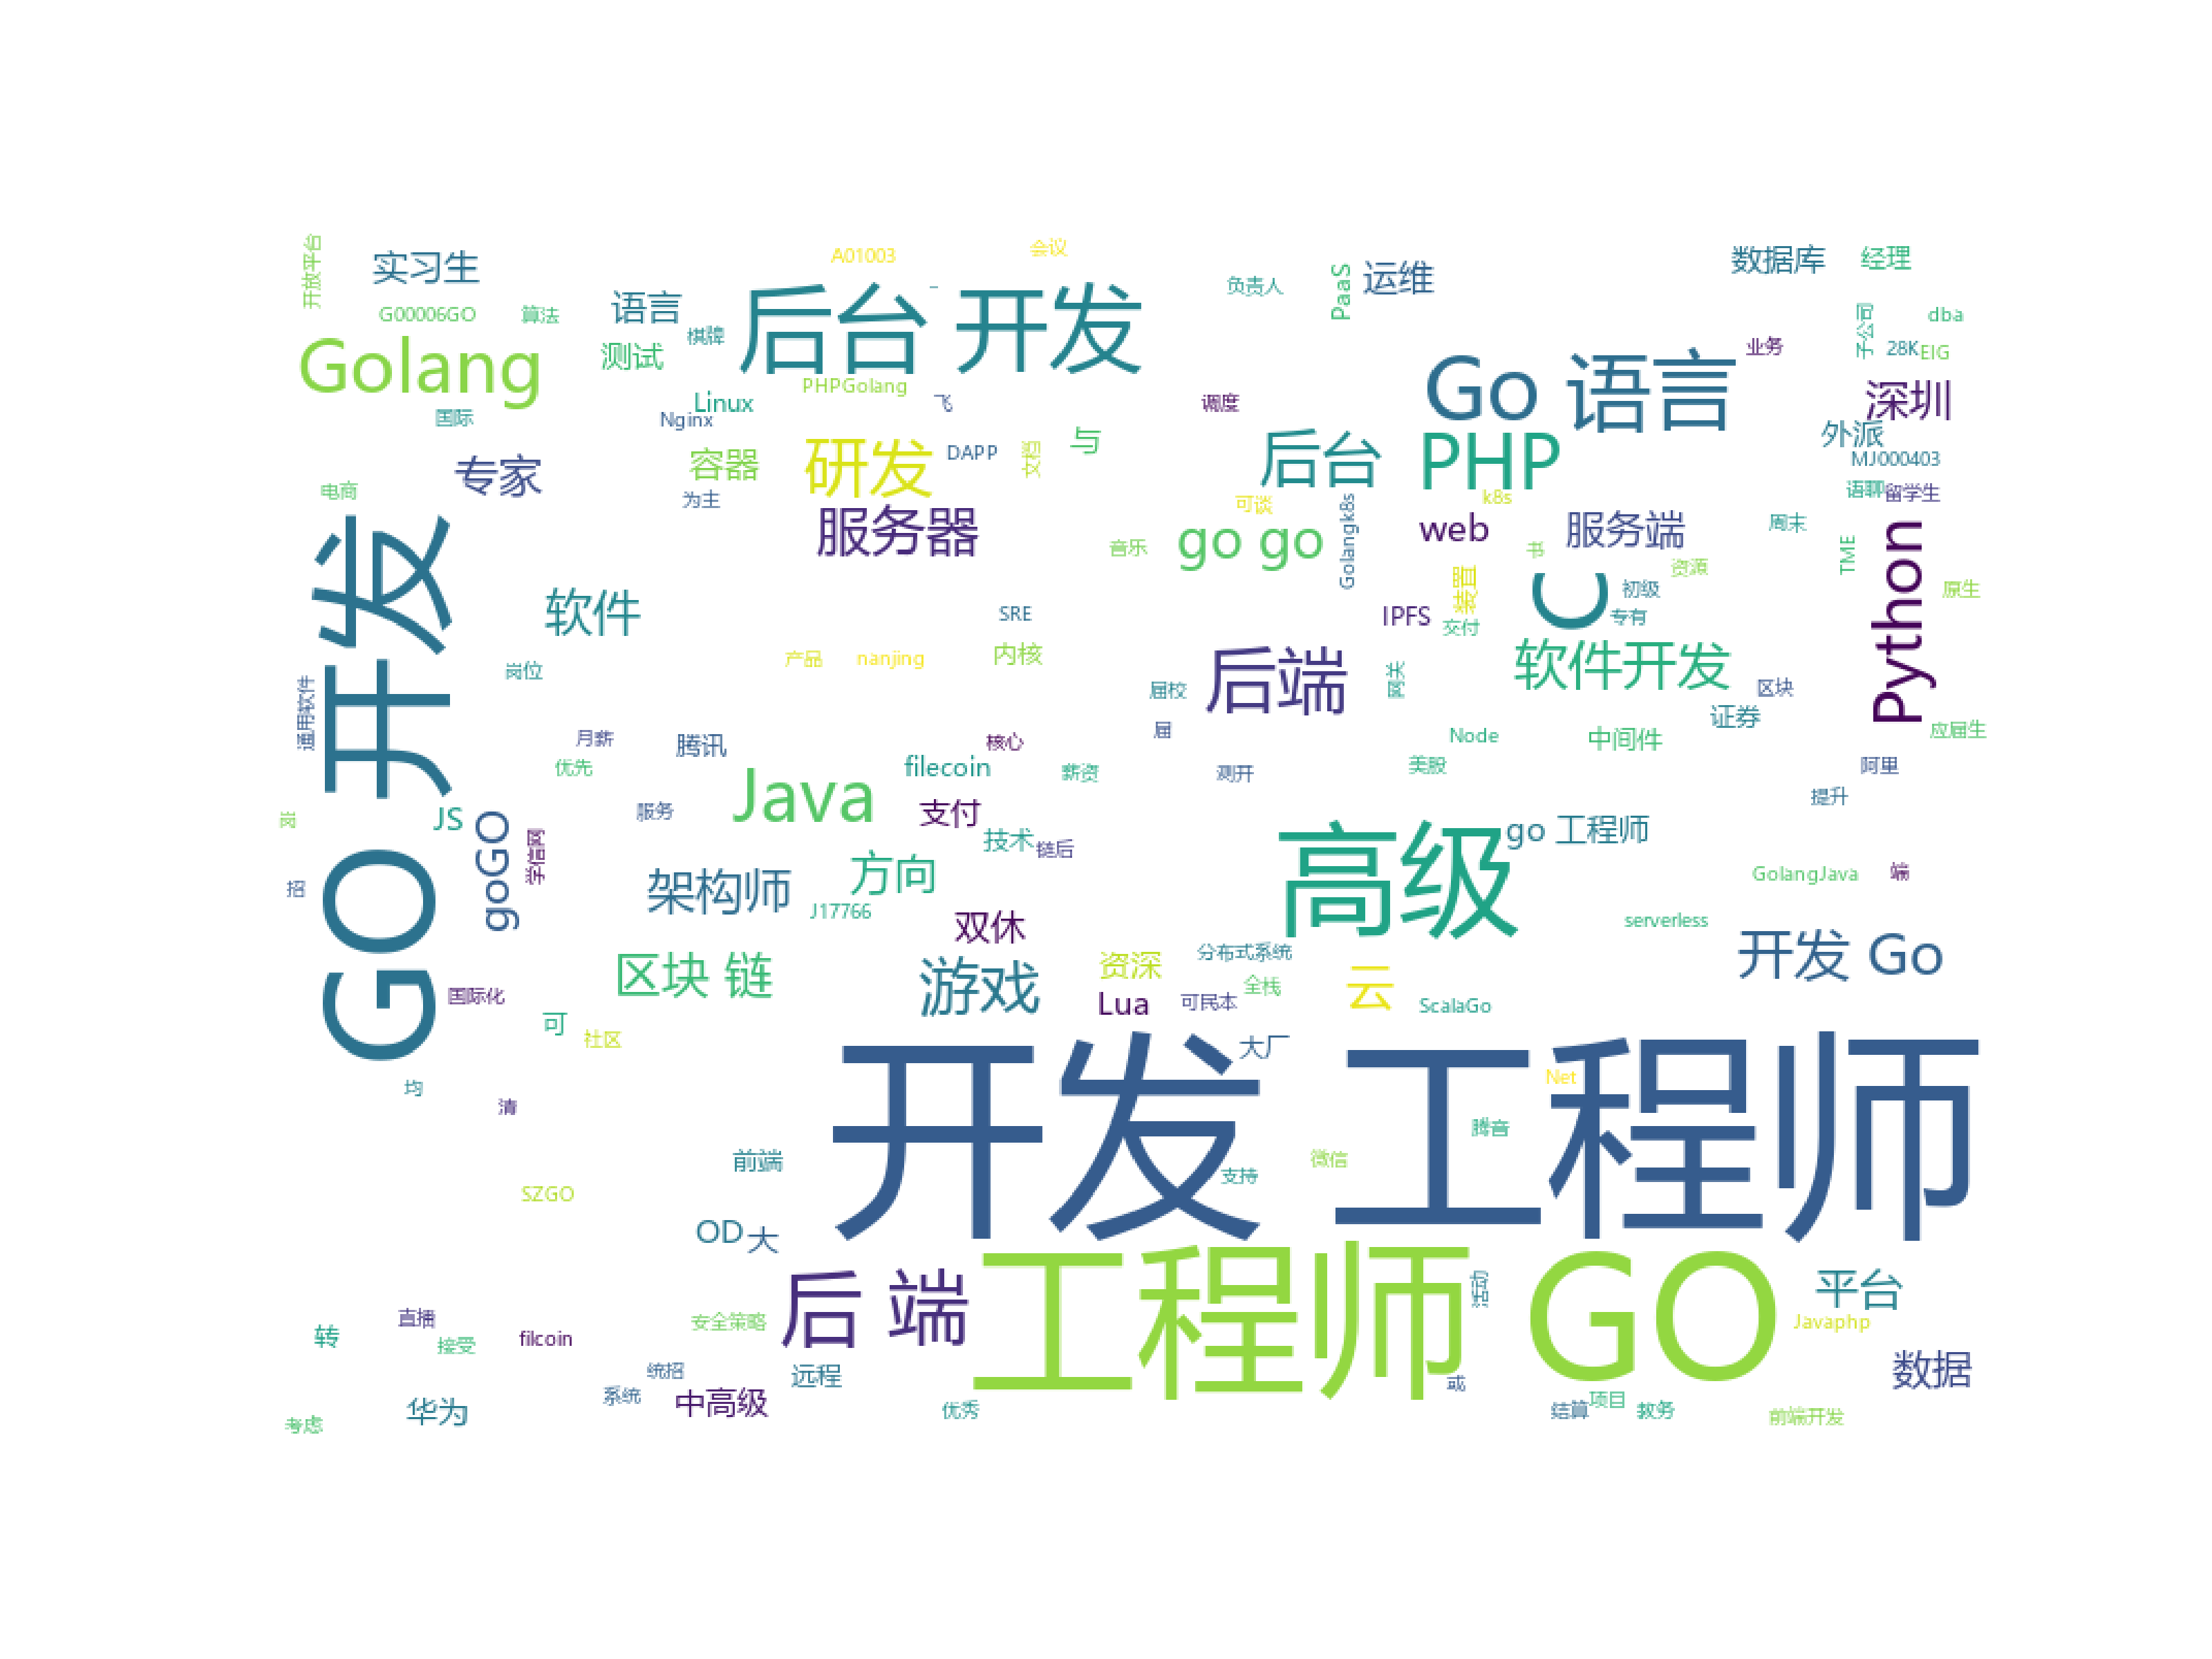 开放平台
实习生
A01003
会议
负责人
PaaS
运维
数据库
经理
G00006GO
算法
语言
棋牌
后台 开发
子公司
dba
Golang
测试
PHPGolang
Go 语言
业务
28K
EIG
国际
Linux
Nginx
飞
调度
深圳
专家
容器
研发
DAPP
文档
与
后台
PHP
外派
MJ000403
电商
为主
可谈
k8s
语聊
留学生
服务器
音乐
go go
Golangk8s
web
服务端
周末
TME
Python
GO 开发
软件
SRE
IPFS
装置
交付
C
资源
初级
专有
原生
通用软件
岗位
产品
nanjing
内核
届校
后端
网关
软件开发
区块
证券
月薪
优先
腾讯
filecoin
核心
薪资
届
测开
美股
Node
中间件
阿里
应届生
提升
JS
goGO
学信网
服务
Java
支付
技术
链后
高级
go 工程师
招
架构师
方向
J17766
GolangJava
端
serverless
双休
国际化
区块 链
游戏
资深
Lua
分布式系统
可民本
全栈
云
ScalaGo
开发 Go
可
社区
大厂
均
清
开发 工程师
Net
腾音
前端
支持
微信
SZGO
OD
大
后 端
工程师 GO
活动
平台
Javaphp
转
直播
接受
filcoin
安全策略
统招
远程
数据
考虑
华为
系统
中高级
优秀
或
结算
项目
教务
前端开发